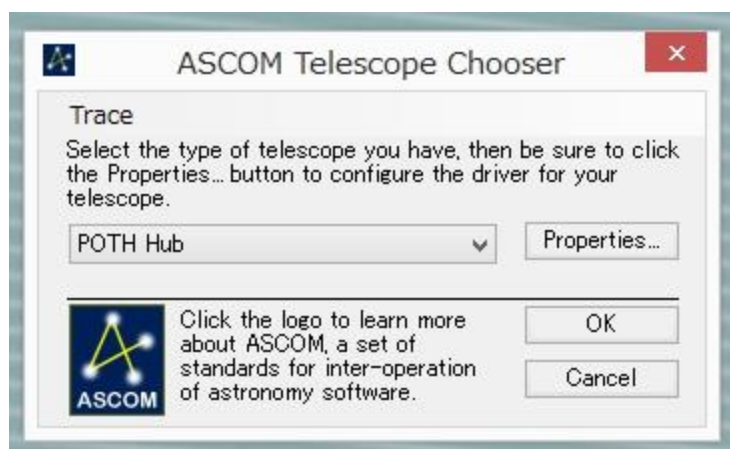 ASCOM Telescope Chooser
Trace
Select the type of telescope you have, then be sure to click
the Properties... button to configure the driver for your
telescope.
POTH Hub
Properties...
Click the logo to learn more
about ASCOM, a set of
standards for inter-operation
of astronomy software.
ASCOM
OK
Cancel